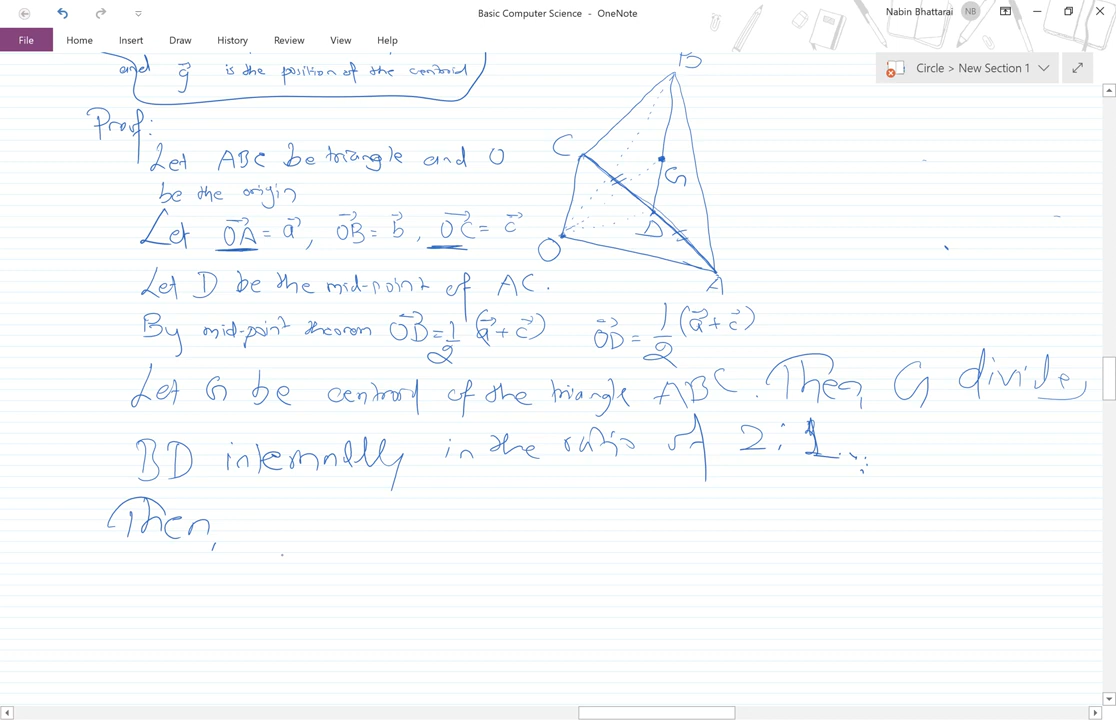 Basic Computer Science - OneNote
Nabin Bhattarai NB
File Home Insert Draw History Review View Help
Circle > New Section 1
and g⃗ is the position of the centroid
Proof:
Let ABC be triangle and O
be the origin
Let OA⃗ = a⃗, OB⃗ = b⃗, OC⃗ = c⃗
Let D be the mid-point of AC.
By mid-point theorem OD⃗ = 1/2 (a⃗ + c⃗) OD⃗ = 1/2 (a⃗ + c⃗)
Let G be centroid of the triangle ABC. Then, G divides
BD internally in the ratio of 2:1...
Then,
B
C
G
D
O
A